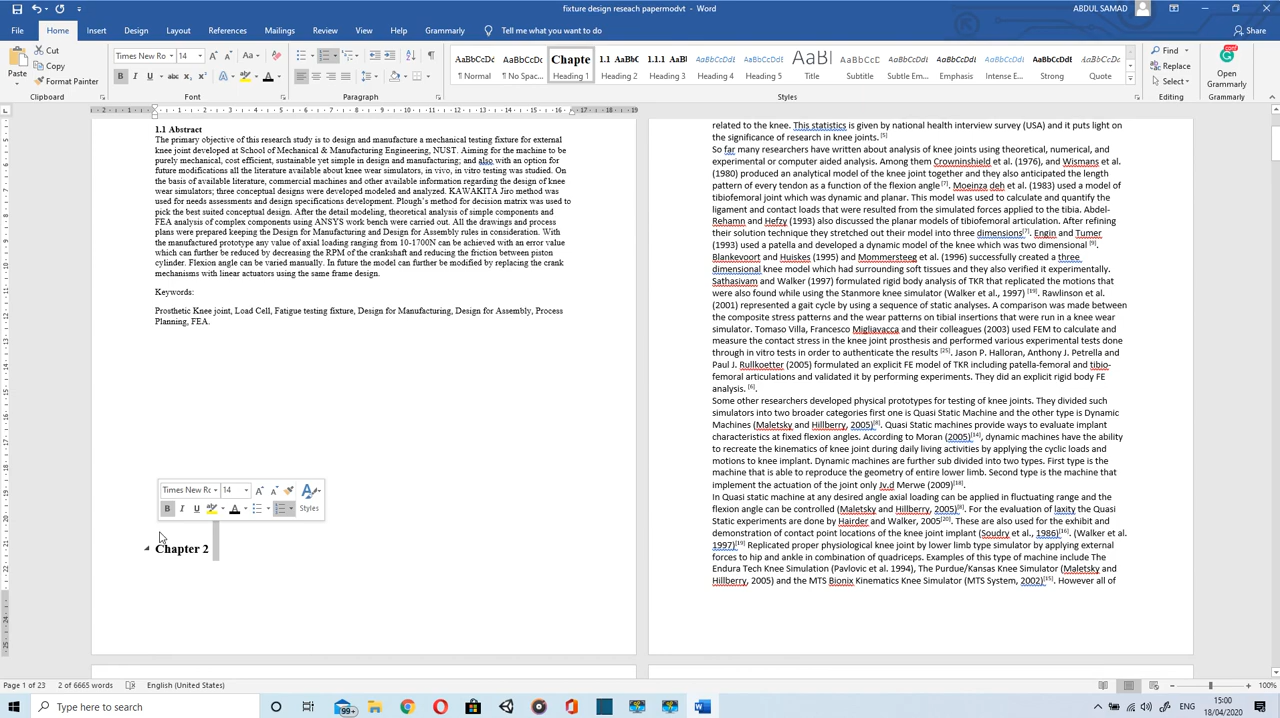 fixture design reseach papermodvt - Word
ABDUL SAMAD
File Home Insert Design Layout References Mailings Review View Help Grammarly Tell me what you want to do Share
Paste
Cut
Copy
Format Painter
Clipboard
Times New Ro 14
B I U abc x₂ x²
Font
Paragraph
AaBbCc AaBbCc Chapte 1.1 AaBbC 1.1.1 AaBl AaBbCcD AaBbCcD AaBl AaBbCcD AaBbCcD AaBbCcD AaBbCcD AaBbCcD AaBbCcD
¶ Normal ¶ No Spac... Heading 1 Heading 2 Heading 3 Heading 4 Heading 5 Title Subtitle Subtle Em... Emphasis Intense E... Strong Quote
Styles
Find
Replace
Select
Editing
Open Grammarly
Grammarly
1.1 Abstract
The primary objective of this research study is to design and manufacture a mechanical testing fixture for external
knee joint developed at School of Mechanical & Manufacturing Engineering, NUST. Aiming for the machine to be
purely mechanical, cost efficient, sustainable yet simple in design and manufacturing; and also with an option for
future modifications all the literature available about knee wear simulators, in vivo, in vitro testing was studied. On
the basis of available literature, commercial machines and other available information regarding the design of knee
wear simulators; three conceptual designs were developed modeled and analyzed. KAWAKITA Jiro method was
used for needs assessments and design specifications development. Plough's method for decision matrix was used to
pick the best suited conceptual design. After the detail modeling, theoretical analysis of simple components and
FEA analysis of complex components using ANSYS work bench were carried out. All the drawings and process
plans were prepared keeping the Design for Manufacturing and Design for Assembly rules in consideration. With
the manufactured prototype any value of axial loading ranging from 10-1700N can be achieved with an error value
which can further be reduced by decreasing the RPM of the crankshaft and reducing the friction between piston
cylinder. Flexion angle can be varied manually. In future the model can further be modified by replacing the crank
mechanisms with linear actuators using the same frame design.
Keywords:
Prosthetic Knee joint, Load Cell, Fatigue testing fixture, Design for Manufacturing, Design for Assembly, Process
Planning, FEA.
Times New Ro 14
B I U Styles
Chapter 2
related to the knee. This statistics is given by national health interview survey (USA) and it puts light on
the significance of research in knee joints. [5]
So far many researchers have written about analysis of knee joints using theoretical, numerical,
experimental or computer aided analysis. Among them Crowninshield et al. (1976), and Wismans et al.
(1980) produced an analytical model of the knee joint together and they also anticipated the length
pattern of every tendon as a function of the flexion angle [7]. Moeinza deh et al. (1983) used a model of
tibiofemoral joint which was dynamic and planar. This model was used to calculate and quantify the
ligament and contact loads that were resulted from the simulated forces applied to the tibia. Abdel-
Rehamn and Hefzy (1993) also discussed the planar models of tibiofemoral articulation. After refining
their solution technique they stretched out their model into three dimensions[7]. Engin and Tumer
(1993) used a patella and developed a dynamic model of the knee which was two dimensional [9].
Blankevoort and Huiskes (1995) and Mommersteeg et al. (1996) successfully created a three
dimensional knee model which had surrounding soft tissues and they also verified it experimentally.
Sathasivam and Walker (1997) formulated rigid body analysis of TKR that replicated the motions that
were also found while using the Stanmore knee simulator (Walker et al., 1997) [19]. Rawlinson et al.
(2001) represented a gait cycle by using a sequence of static analyses. A comparison was made between
the composite stress patterns and the wear patterns on tibial insertions that were run in a knee wear
simulator. Tomaso Villa, Francesco Migliavacca and their colleagues (2003) used FEM to calculate and
measure the contact stress in the knee joint prosthesis and performed various experimental tests done
through in vitro tests in order to authenticate the results [25]. Jason P. Halloran, Anthony J. Petrella and
Paul J. Rullkoetter (2005) formulated an explicit FE model of TKR including patella-femoral and tibio-
femoral articulations and validated it by performing experiments. They did an explicit rigid body FE
analysis. [6]
Some other researchers developed physical prototypes for testing of knee joints. They divided such
simulators into two broader categories first one is Quasi Static Machine and the other type is Dynamic
Machines (Maletsky and Hillberry, 2005)[8]. Quasi Static machines provide ways to evaluate implant
characteristics at fixed flexion angles. According to Moran (2005)[14], dynamic machines have the ability
to recreate the kinematics of knee joint during daily living activities by applying the cyclic loads and
motions to knee implant. Dynamic machines are further sub divided into two types. First type is the
machine that is able to reproduce the geometry of entire lower limb. Second type is the machine that
implement the actuation of the joint only Jv.d Merwe (2009)[18].
In Quasi static machine at any desired angle axial loading can be applied in fluctuating range and the
flexion angle can be controlled (Maletsky and Hillberry, 2005)[8]. For the evaluation of laxity the Quasi
Static experiments are done by Hairder and Walker, 2005[20]. These are also used for the exhibit and
demonstration of contact point locations of the knee joint implant (Soudry et al., 1986)[16]. (Walker et al.
1997)[19] Replicated proper physiological knee joint by lower limb type simulator by applying external
forces to hip and ankle in combination of quadriceps. Examples of this type of machine include The
Endura Tech Knee Simulation (Pavlovic et al. 1994), The Purdue/Kansas Knee Simulator (Maletsky and
Hillberry, 2005) and the MTS Bionix Kinematics Knee Simulator (MTS System, 2002)[15]. However all of
Page 1 of 23 2 of 6665 words English (United States) 100%
Type here to search
99+
ENG
15:00
18/04/2020